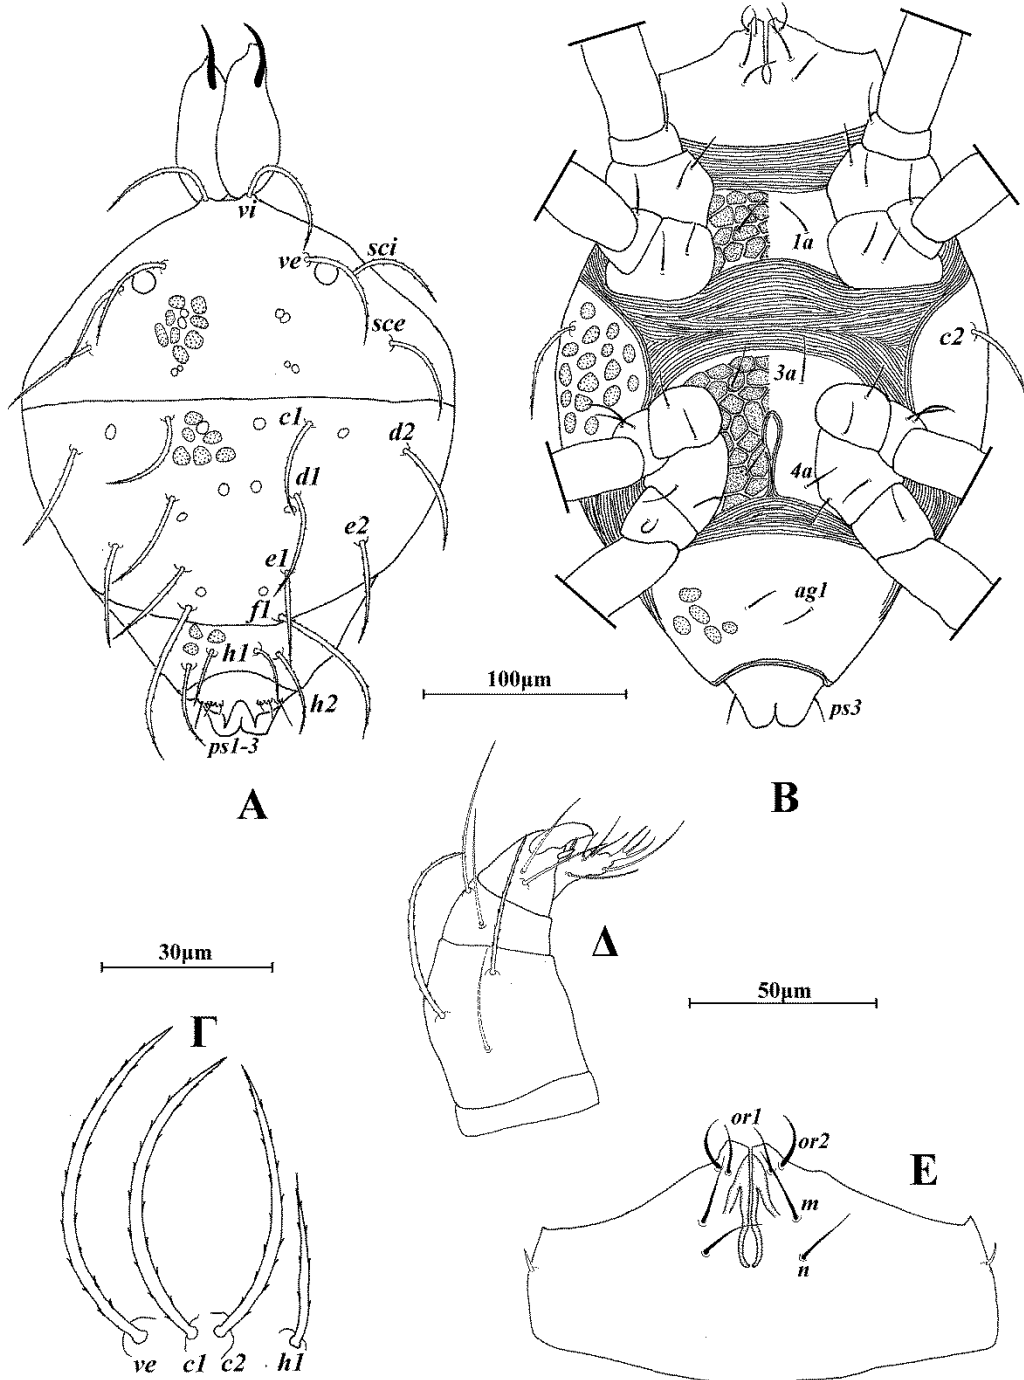 vi
ve
sci
sce
c1
d2
d1
e2
e1
f1
h1
h2
ps1-3
A
1a
c2
3a
4a
ag1
ps3
B
100μm
Δ
30μm
50μm
Γ
ve c1 c2 h1
or1
or2
m
n
E